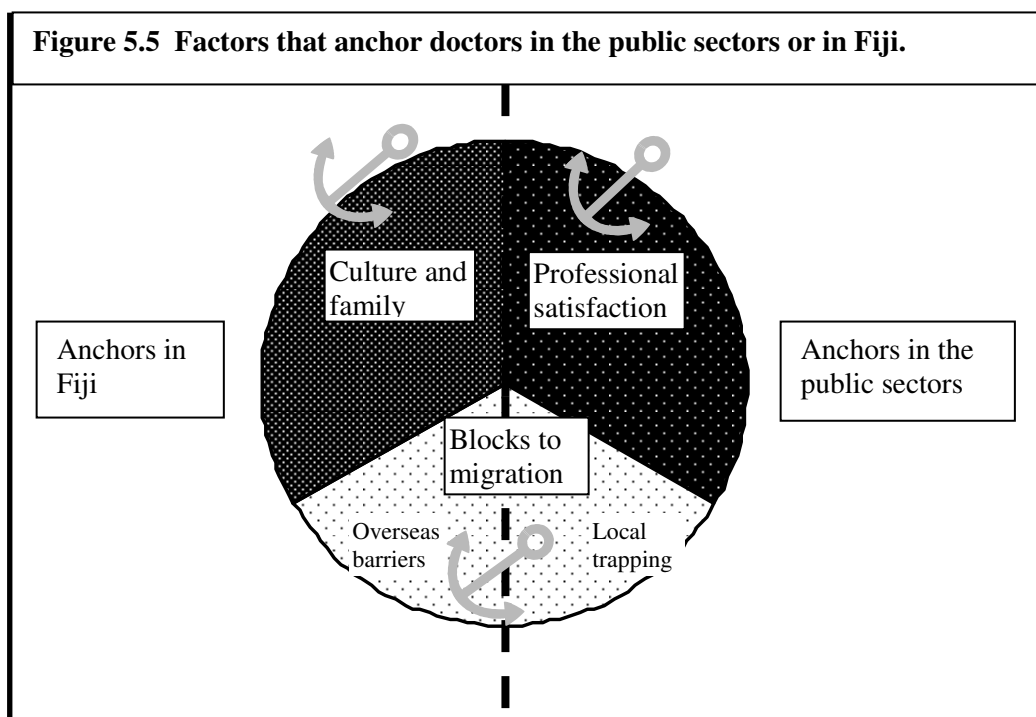 Figure 5.5 Factors that anchor doctors in the public sectors or in Fiji.
Culture and
family
Professional
satisfaction
Anchors in
Fiji
Anchors in the
public sectors
Blocks to
migration
Overseas
barriers
Local
trapping